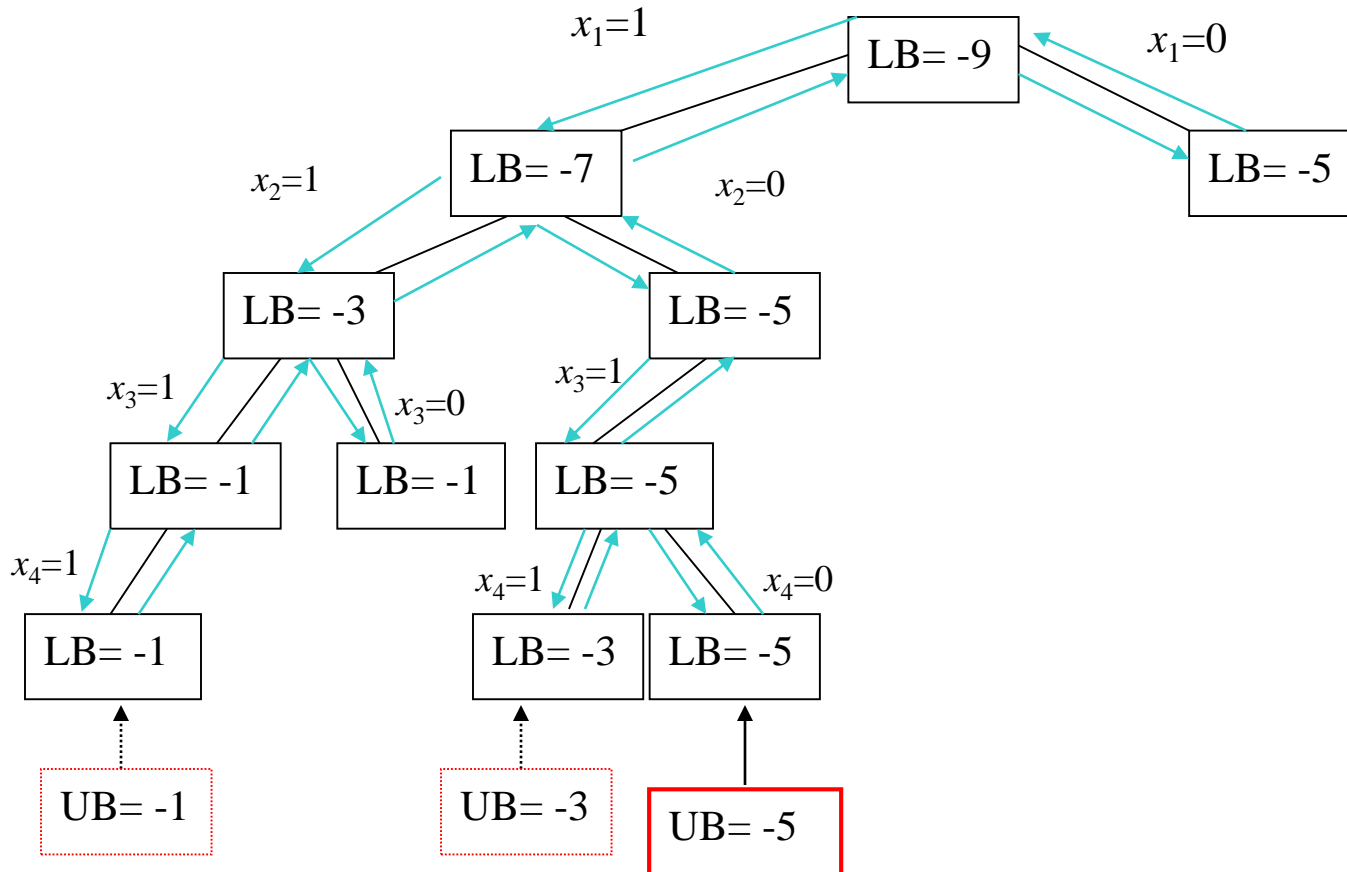 x₁=1
LB= -9
x₁=0
LB= -7
LB= -5
x₂=1
x₂=0
LB= -3
LB= -5
x₃=1
x₃=0
x₃=1
LB= -1
LB= -1
LB= -5
x₄=1
x₄=1
x₄=0
LB= -1
LB= -3
LB= -5
UB= -1
UB= -3
UB= -5